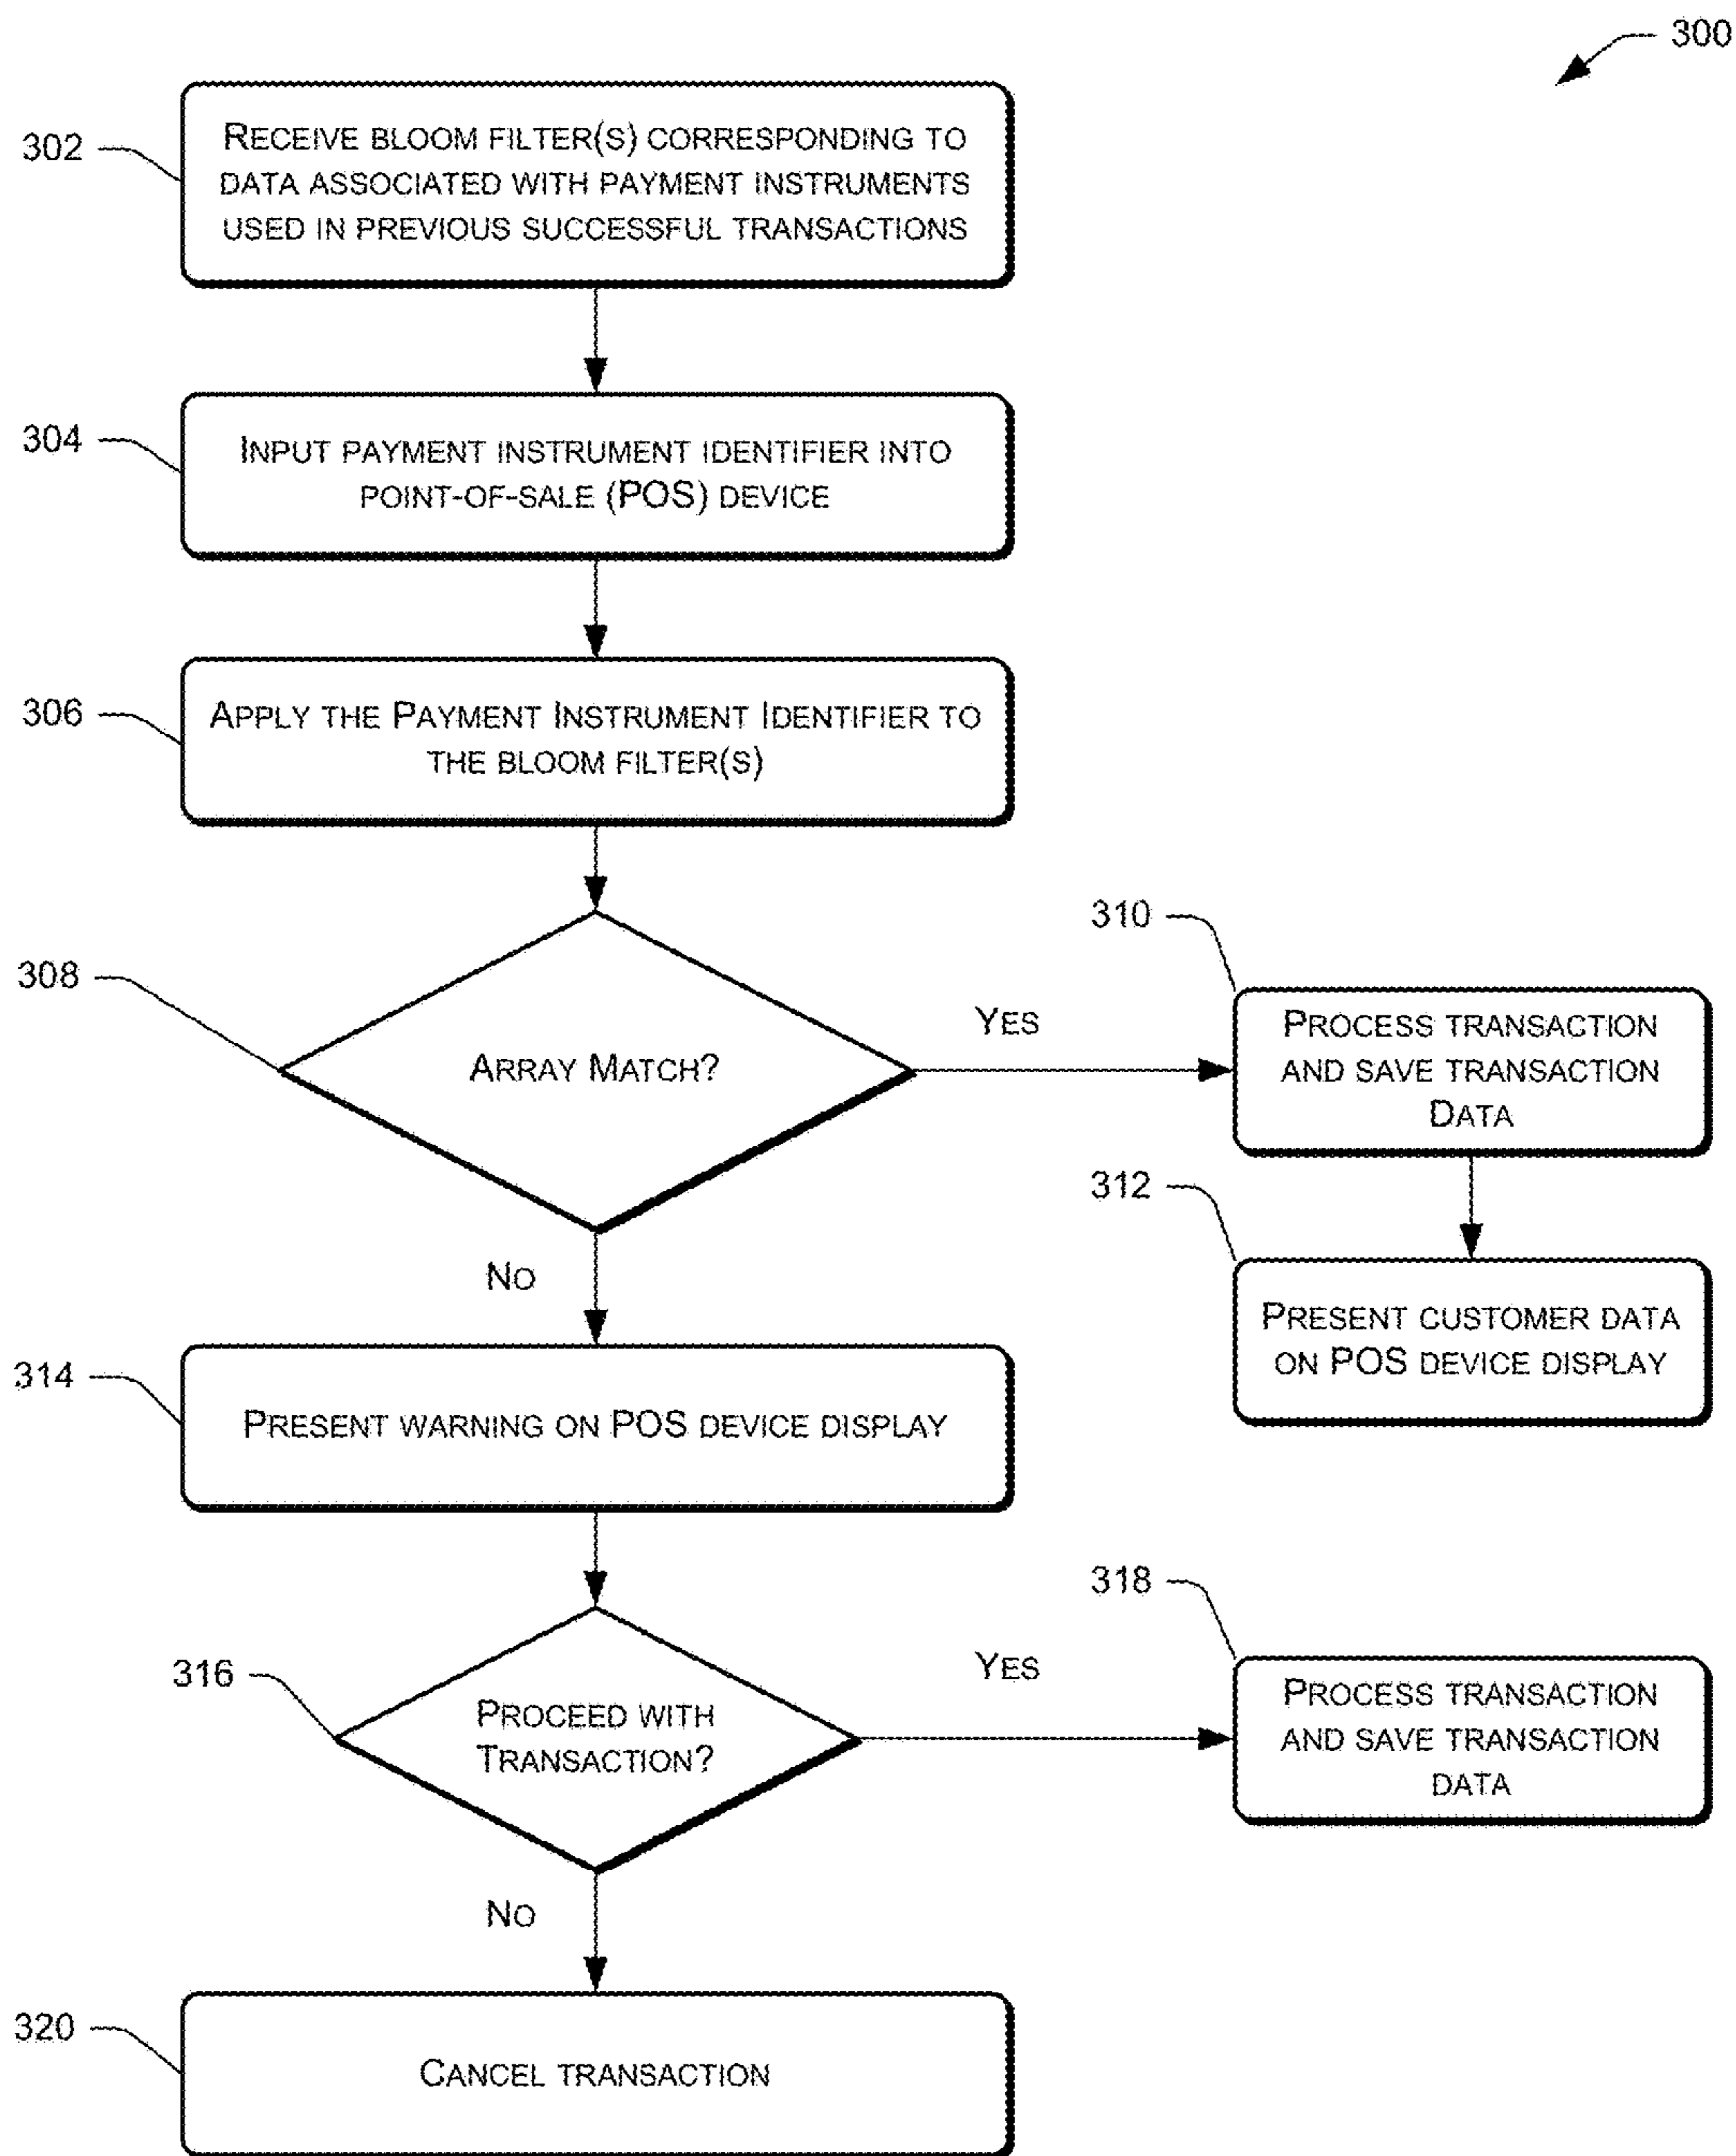 300
302
RECEIVE BLOOM FILTER(S) CORRESPONDING TO
DATA ASSOCIATED WITH PAYMENT INSTRUMENTS
USED IN PREVIOUS SUCCESSFUL TRANSACTIONS
304
INPUT PAYMENT INSTRUMENT IDENTIFIER INTO
POINT-OF-SALE (POS) DEVICE
306
APPLY THE PAYMENT INSTRUMENT IDENTIFIER TO
THE BLOOM FILTER(S)
308
ARRAY MATCH?
YES
310
PROCESS TRANSACTION
AND SAVE TRANSACTION
DATA
312
PRESENT CUSTOMER DATA
ON POS DEVICE DISPLAY
NO
314
PRESENT WARNING ON POS DEVICE DISPLAY
316
PROCEED WITH
TRANSACTION?
YES
318
PROCESS TRANSACTION
AND SAVE TRANSACTION
DATA
NO
320
CANCEL TRANSACTION